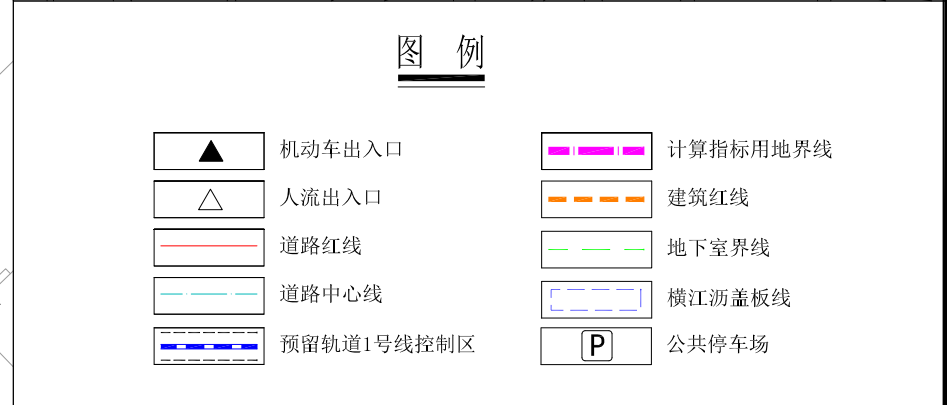 图 例
机动车出入口
人流出入口
道路红线
道路中心线
预留轨道1号线控制区
计算指标用地界线
建筑红线
地下室界线
横江沥盖板线
P
公共停车场